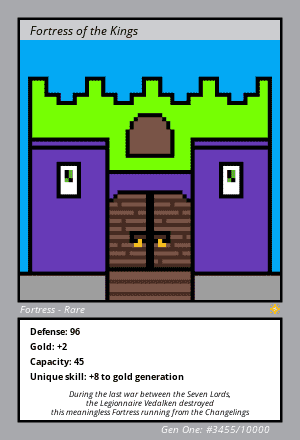 Fortress of the Kings
Fortress - Rare
Defense: 96
Gold: +2
Capacity: 45
Unique skill: +8 to gold generation
During the last war between the Seven Lords,
the Legionnaire Vedalken destroyed
this meaningless Fortress running from the Changelings
Gen One: #3455/10000